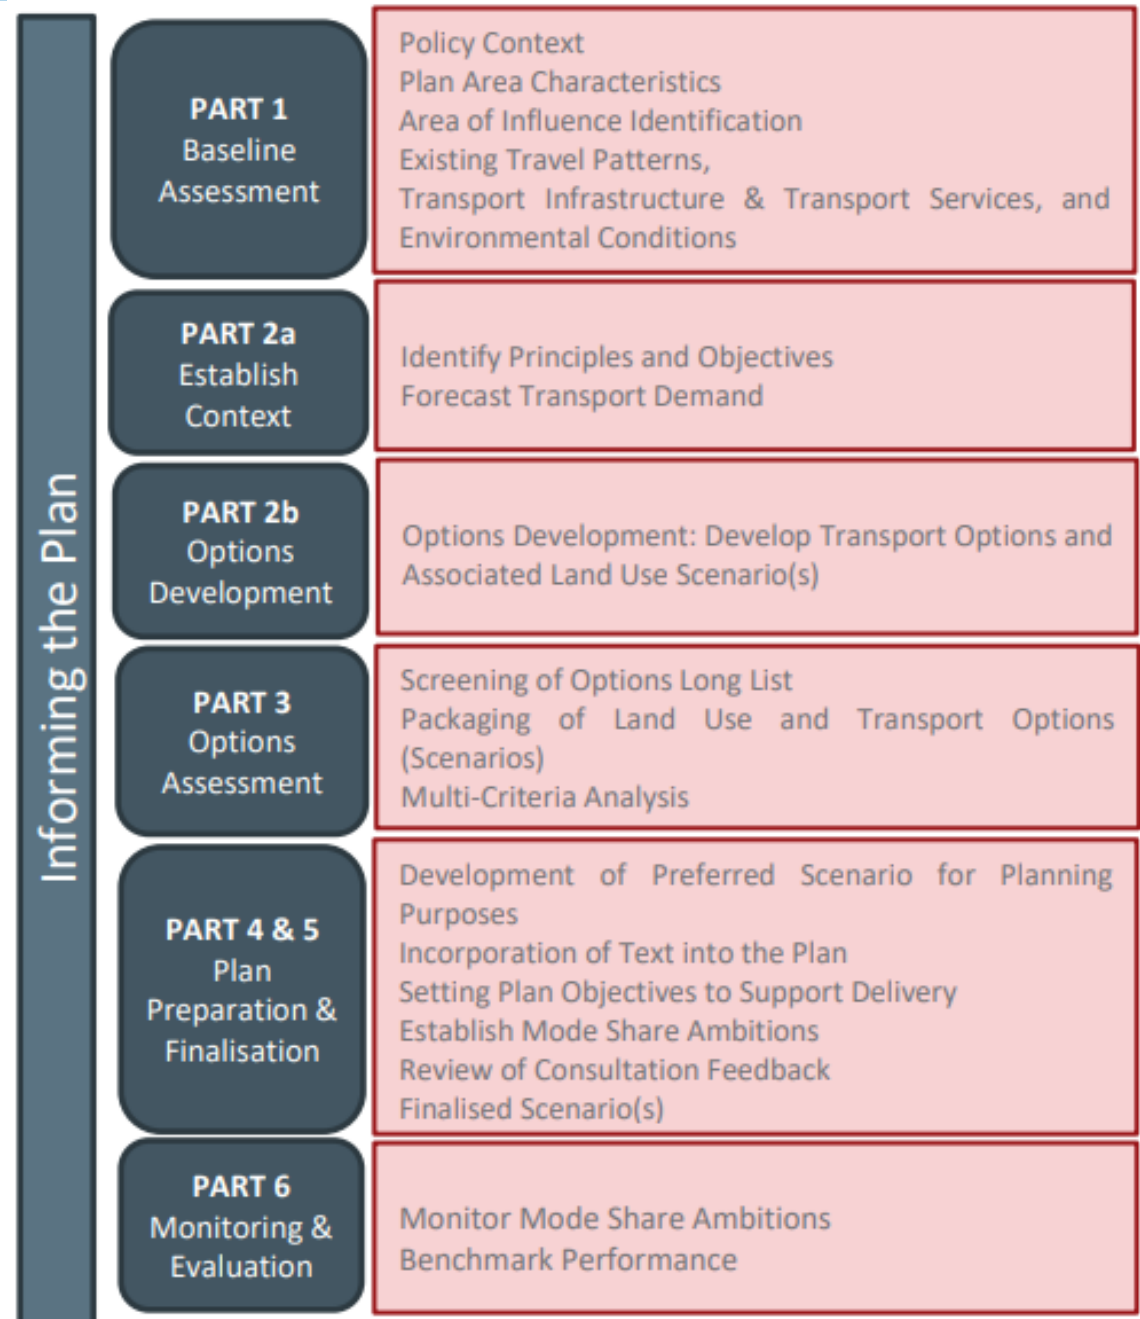 Informing the Plan
PART 1
Baseline
Assessment
Policy Context
Plan Area Characteristics
Area of Influence Identification
Existing Travel Patterns,
Transport Infrastructure & Transport Services, and
Environmental Conditions
PART 2a
Establish
Context
Identify Principles and Objectives
Forecast Transport Demand
PART 2b
Options
Development
Options Development: Develop Transport Options and
Associated Land Use Scenario(s)
PART 3
Options
Assessment
Screening of Options Long List
Packaging of Land Use and Transport Options
(Scenarios)
Multi-Criteria Analysis
PART 4 & 5
Plan
Preparation &
Finalisation
Development of Preferred Scenario for Planning
Purposes
Incorporation of Text into the Plan
Setting Plan Objectives to Support Delivery
Establish Mode Share Ambitions
Review of Consultation Feedback
Finalised Scenario(s)
PART 6
Monitoring &
Evaluation
Monitor Mode Share Ambitions
Benchmark Performance